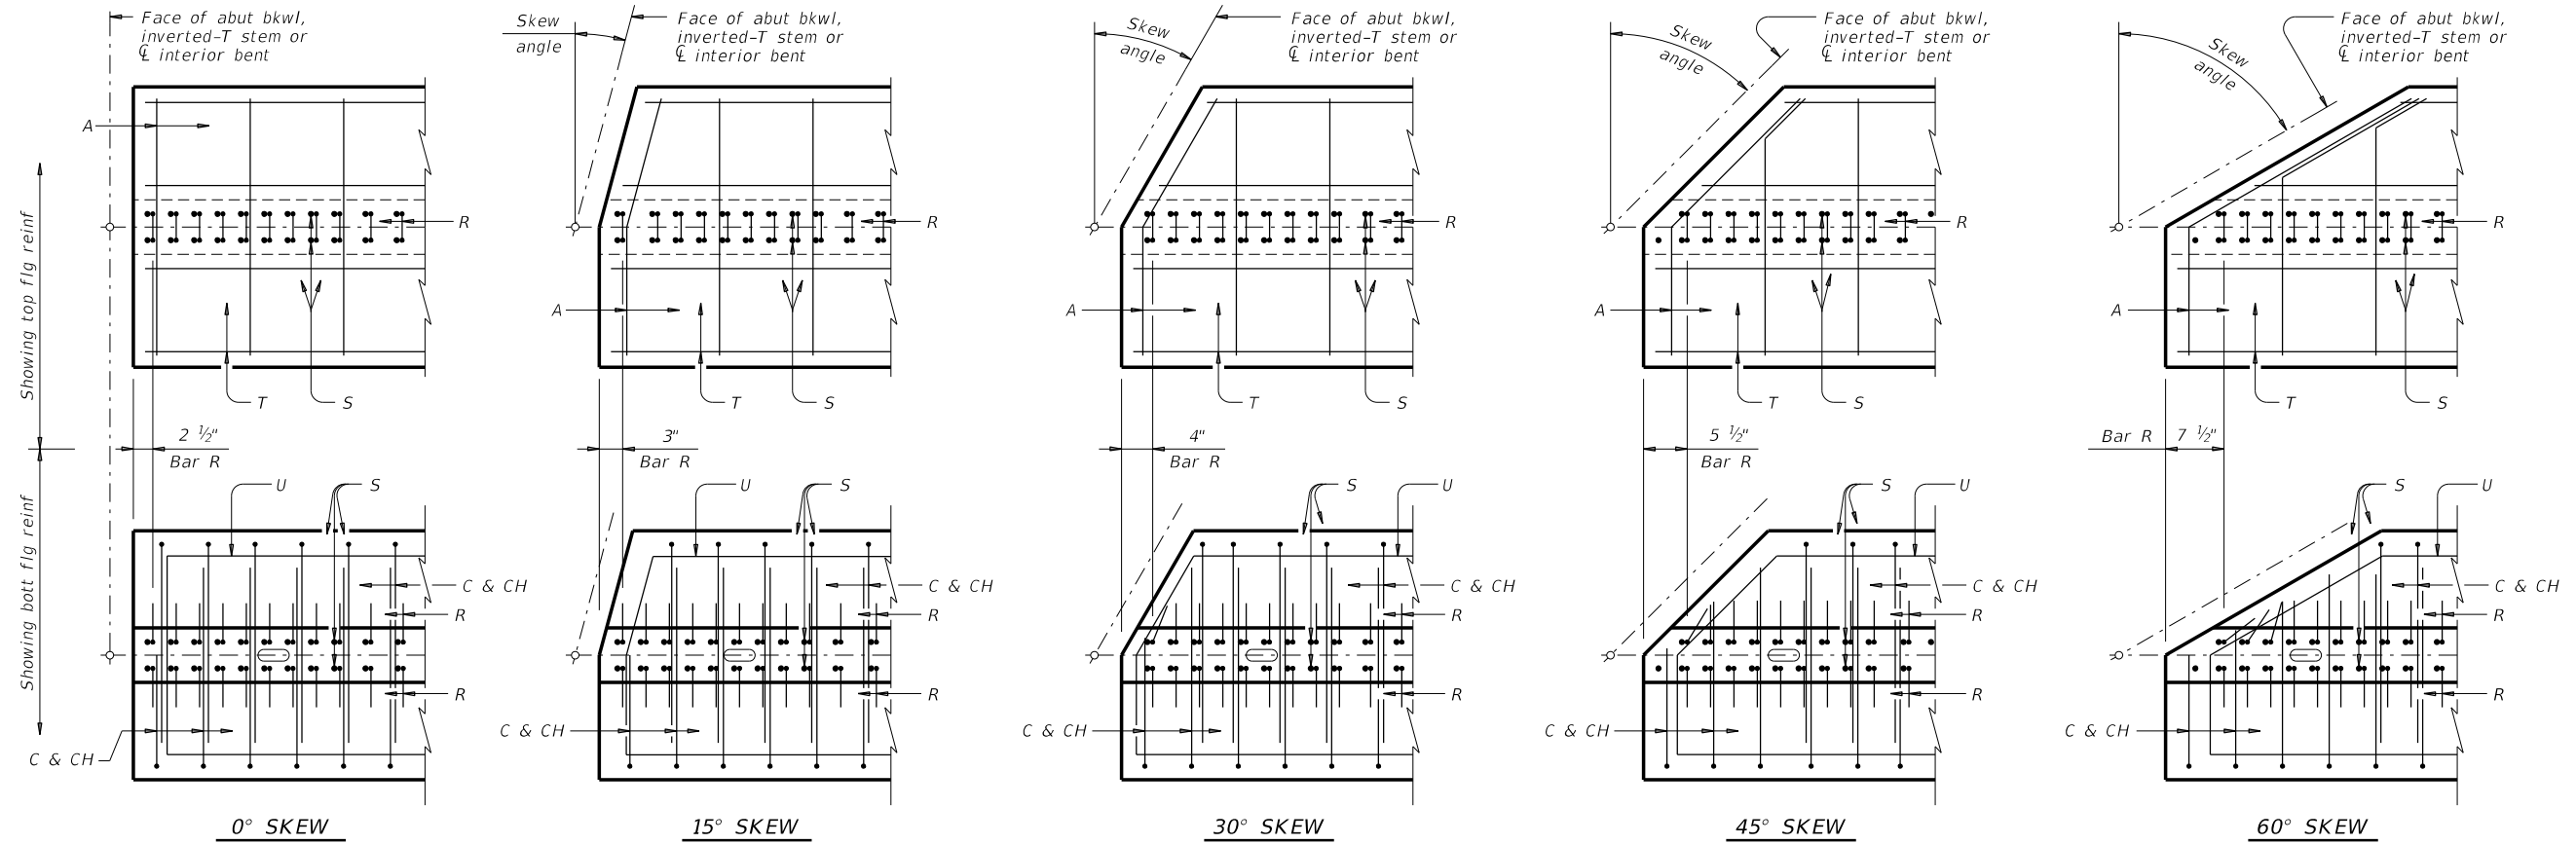 Face of abut bkwl,
inverted-T stem or
℄ interior bent
Skew
angle
Face of abut bkwl,
inverted-T stem or
℄ interior bent
Skew
angle
Face of abut bkwl,
inverted-T stem or
℄ interior bent
Skew
angle
Face of abut bkwl,
inverted-T stem or
℄ interior bent
Skew
angle
Face of abut bkwl,
inverted-T stem or
℄ interior bent
Showing top flg reinf
A
R
T
S
A
R
T
S
A
R
T
S
A
R
T
S
A
R
T
S
2 ½"
Bar R
3"
Bar R
4"
Bar R
5 ½"
Bar R
Bar R 7 ½"
Showing bott flg reinf
U
S
C & CH
R
R
C & CH
U
S
C & CH
R
R
C & CH
S
U
C & CH
R
R
C & CH
S
U
C & CH
R
R
C & CH
S
U
C & CH
R
R
C & CH
0° SKEW
15° SKEW
30° SKEW
45° SKEW
60° SKEW